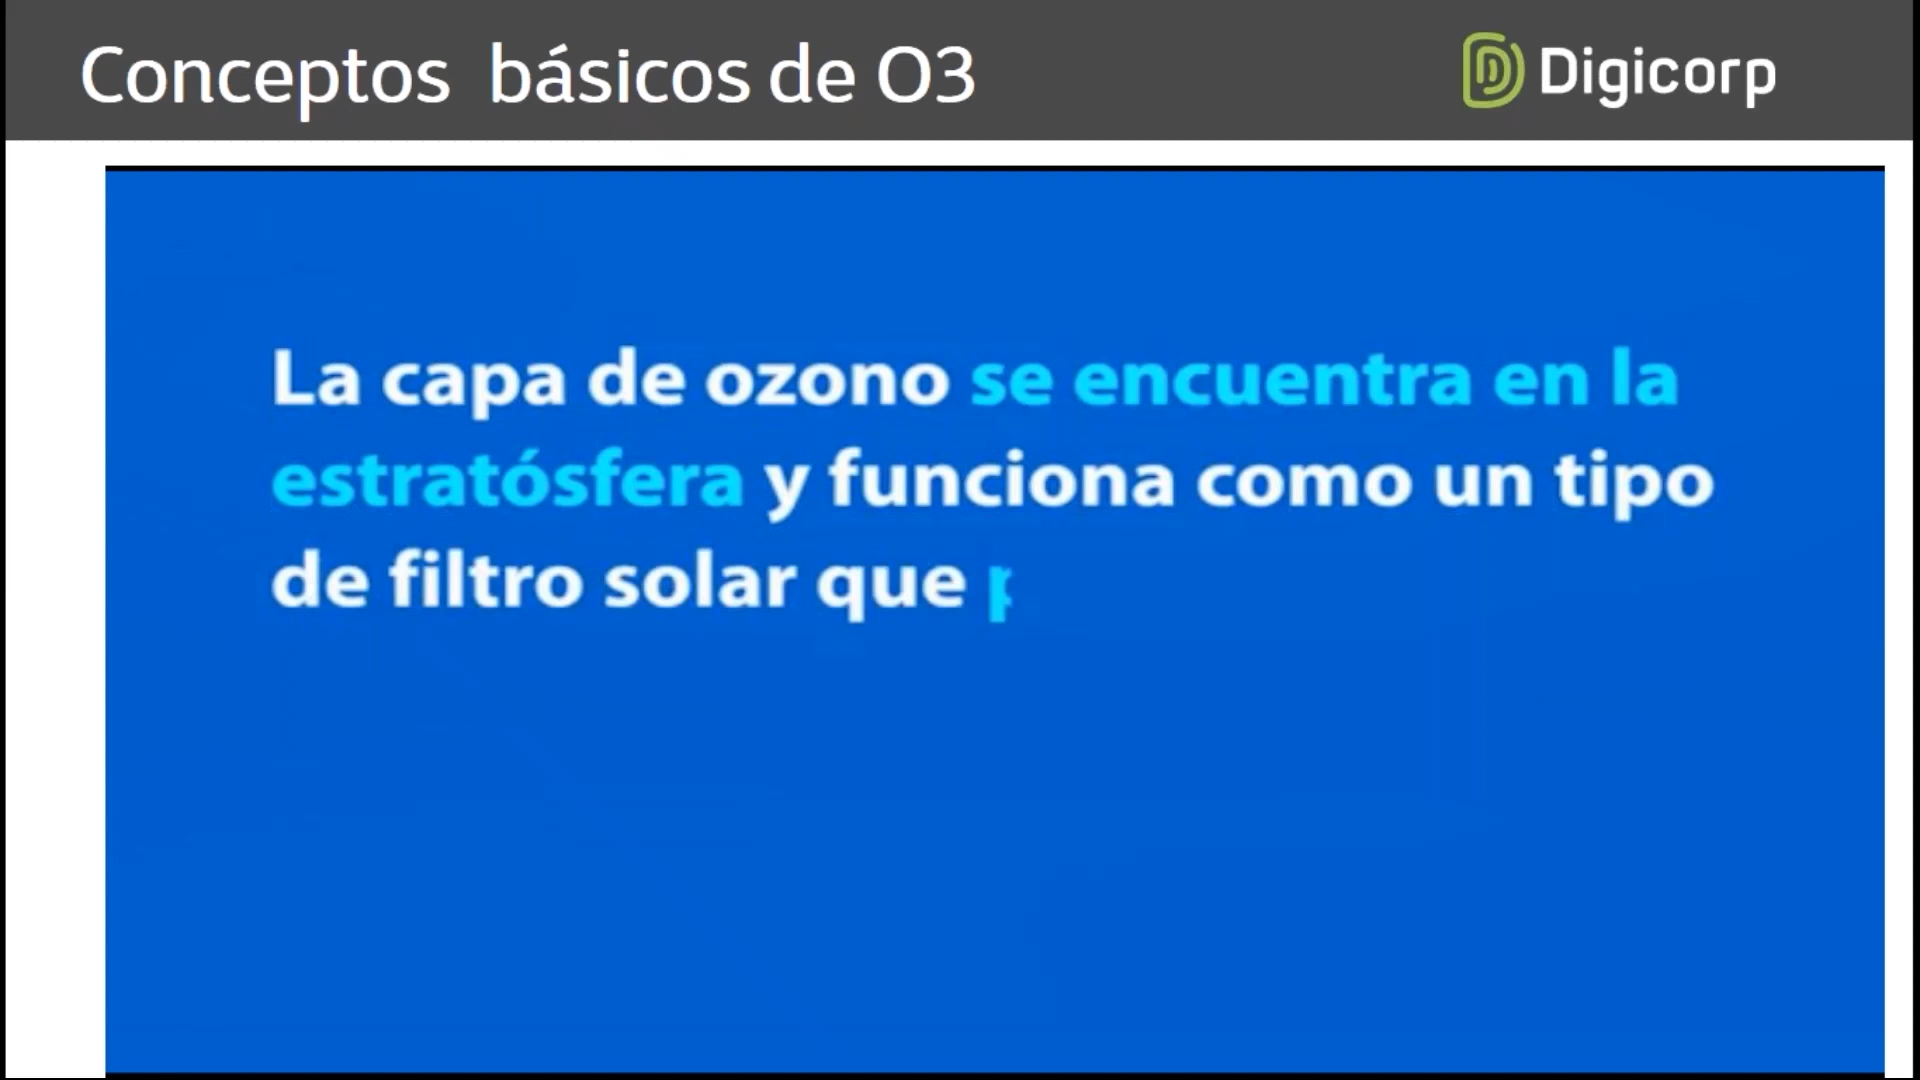 Conceptos básicos de O3
Digicorp
La capa de ozono se encuentra en la
estratósfera y funciona como un tipo
de filtro solar que p